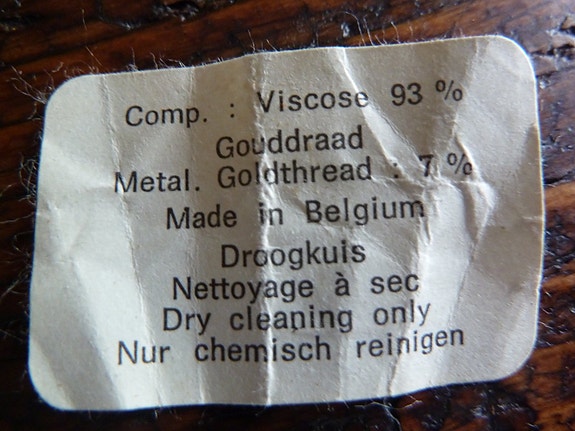 Comp. : Viscose 93 %
Gouddraad
Metal. Goldthread : 7 %
Made in Belgium
Droogkuis
Nettoyage à sec
Dry cleaning only
Nur chemisch reinigen